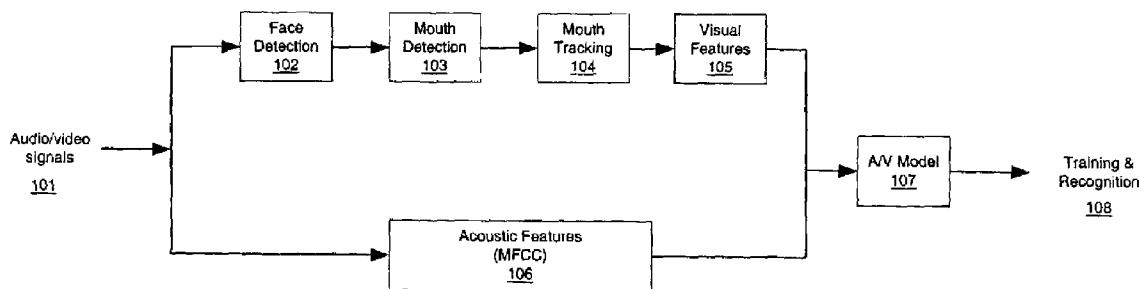 Face
Detection
102
Mouth
Detection
103
Mouth
Tracking
104
Visual
Features
105
Audio/video
signals
101
A/V Model
107
Training &
Recognition
108
Acoustic Features
(MFCC)
106